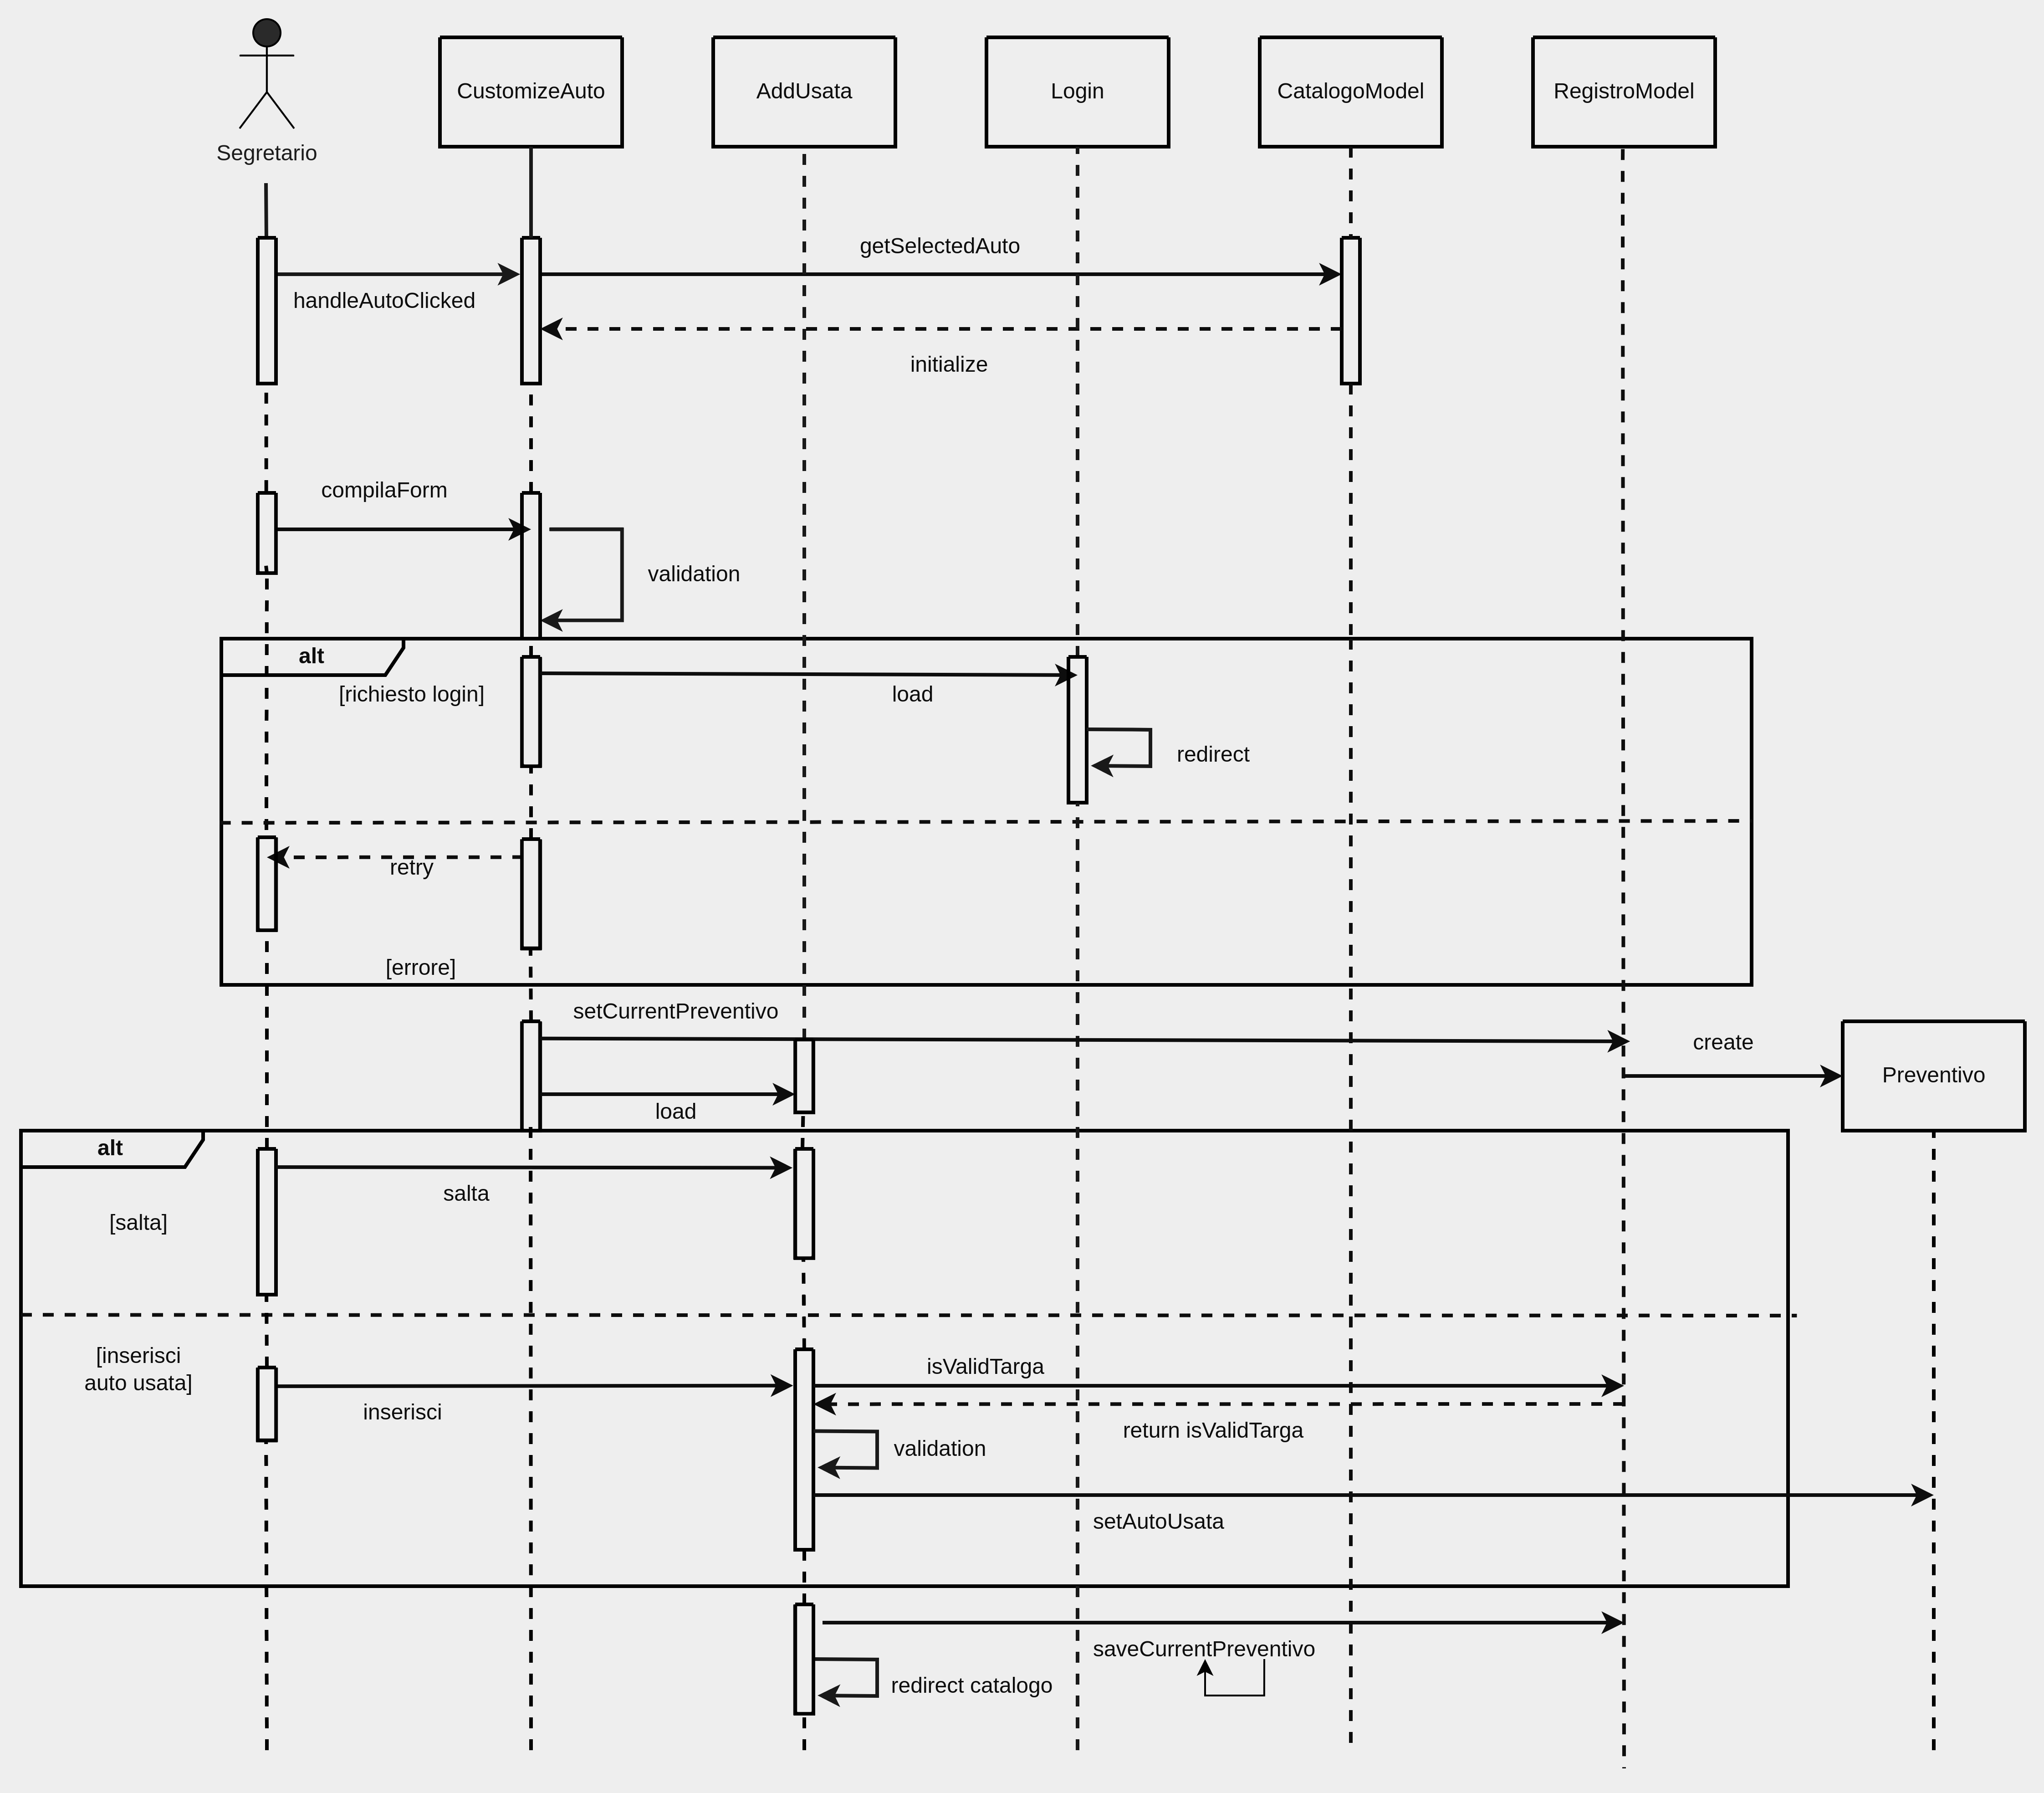 Segretario
CustomizeAuto
AddUsata
Login
CatalogoModel
RegistroModel
getSelectedAuto
handleAutoClicked
initialize
compilaForm
validation
alt
[richiesto login]
load
redirect
retry
[errore]
setCurrentPreventivo
create
Preventivo
load
alt
salta
[salta]
[inserisci
auto usata]
isValidTarga
inserisci
return isValidTarga
validation
setAutoUsata
saveCurrentPreventivo
redirect catalogo